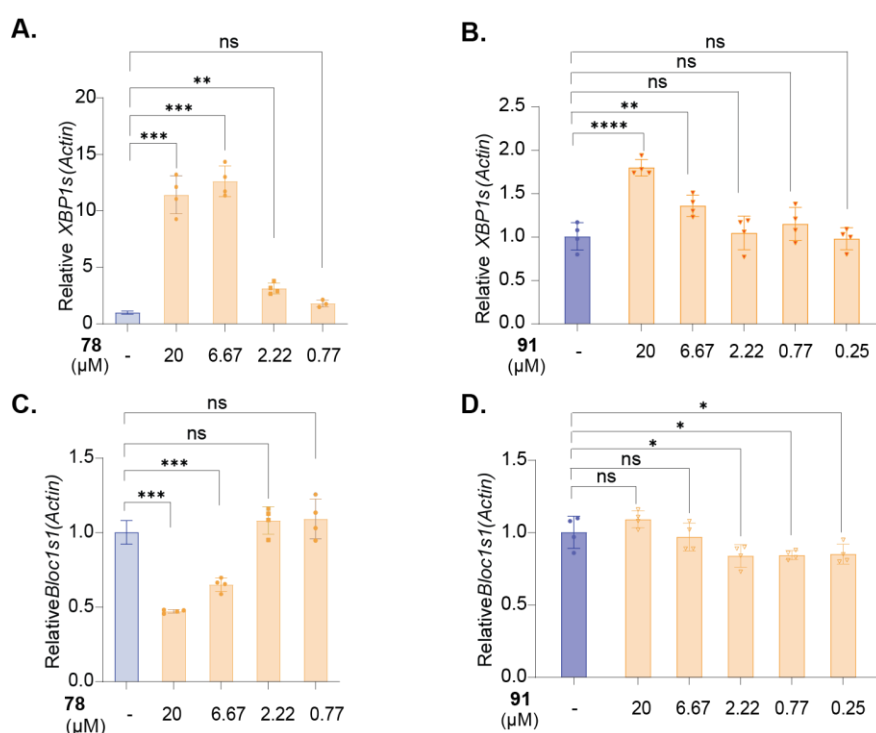 A.
ns
**
***
***
20
15
10
5
0
Relative XBP1s(Actin)
78
(µM)
- 20 6.67 2.22 0.77
B.
ns
ns
ns
**
****
2.5
2.0
1.5
1.0
0.5
0.0
Relative XBP1s(Actin)
91
(µM)
- 20 6.67 2.22 0.77 0.25
C.
ns
ns
***
***
1.5
1.0
0.5
0.0
RelativeBloc1s1(Actin)
78
(µM)
- 20 6.67 2.22 0.77
D.
*
*
*
ns
ns
1.5
1.0
0.5
0.0
RelativeBloc1s1(Actin)
91
(µM)
- 20 6.67 2.22 0.77 0.25